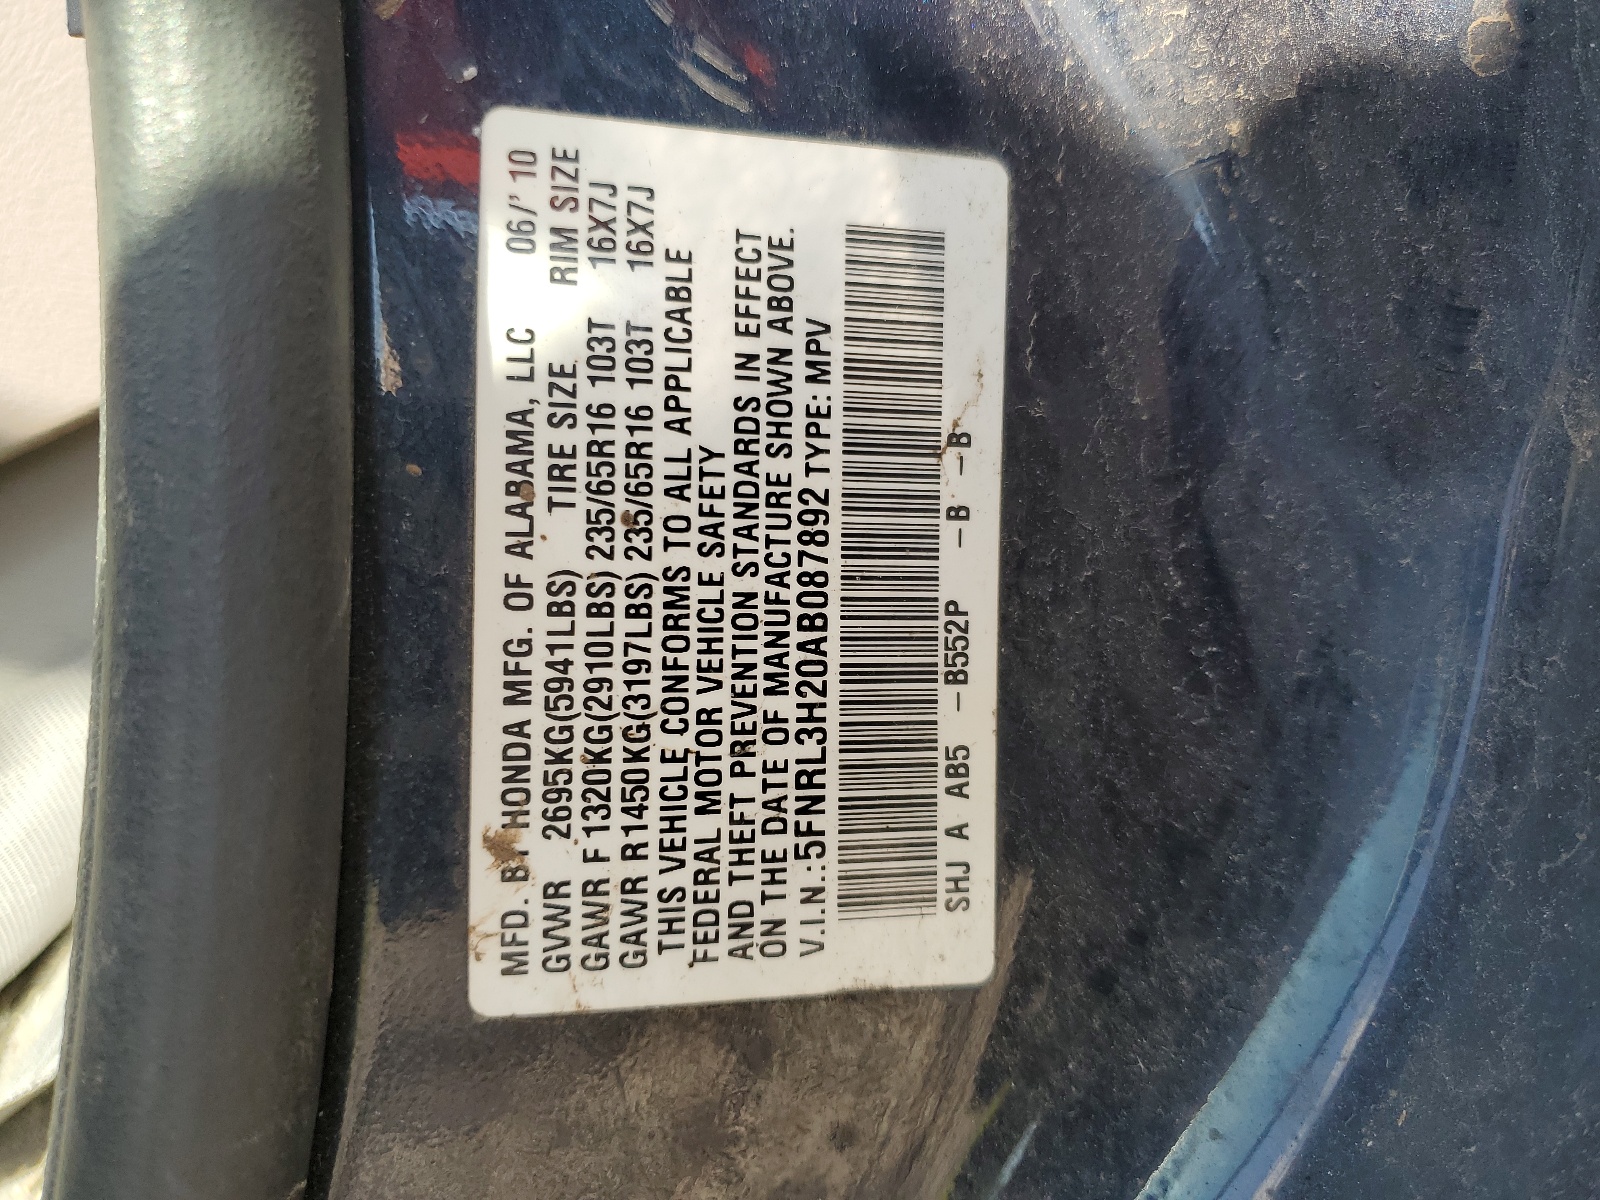 MFD. BY HONDA MFG. OF ALABAMA, LLC 06/'10
GVWR 2695KG(5941LBS) TIRE SIZE RIM SIZE
GAWR F 1320KG(2910LBS) 235/65R16 103T 16X7J
GAWR R 1450KG(3197LBS) 235/65R16 103T 16X7J
THIS VEHICLE CONFORMS TO ALL APPLICABLE
FEDERAL MOTOR VEHICLE SAFETY
AND THEFT PREVENTION STANDARDS IN EFFECT
ON THE DATE OF MANUFACTURE SHOWN ABOVE.
V.I.N.:5FNRL3H20AB087892 TYPE: MPV
SHJ A AB5 -B552P -B -B